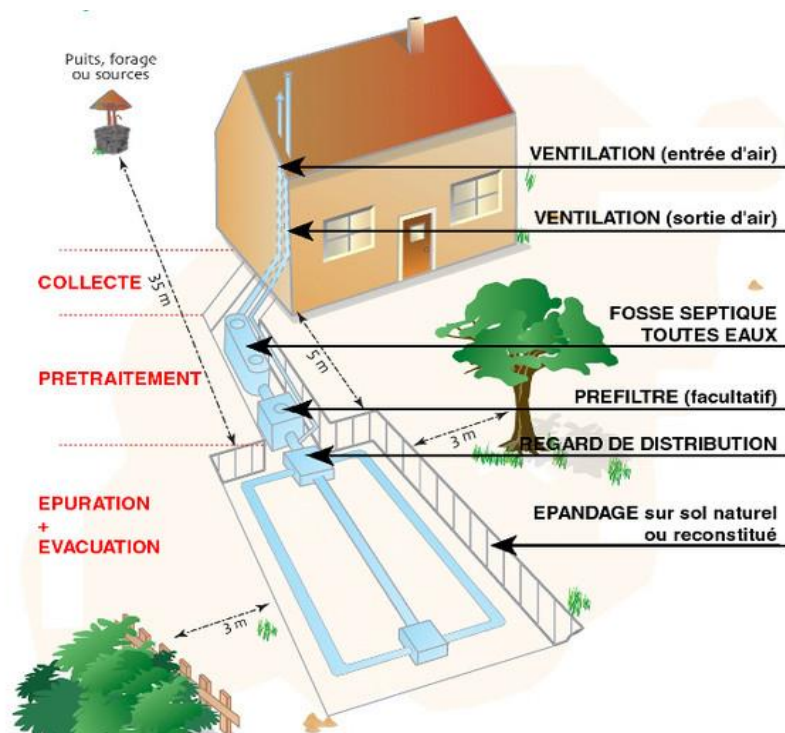 Puits, forage
ou sources
VENTILATION (entrée d'air)
VENTILATION (sortie d'air)
COLLECTE
35 m
FOSSE SEPTIQUE
TOUTES EAUX
5 m
PRETRAITEMENT
PREFILTRE (facultatif)
3 m
REGARD DE DISTRIBUTION
EPURATION
+
EVACUATION
EPANDAGE sur sol naturel
ou reconstitué
3 m